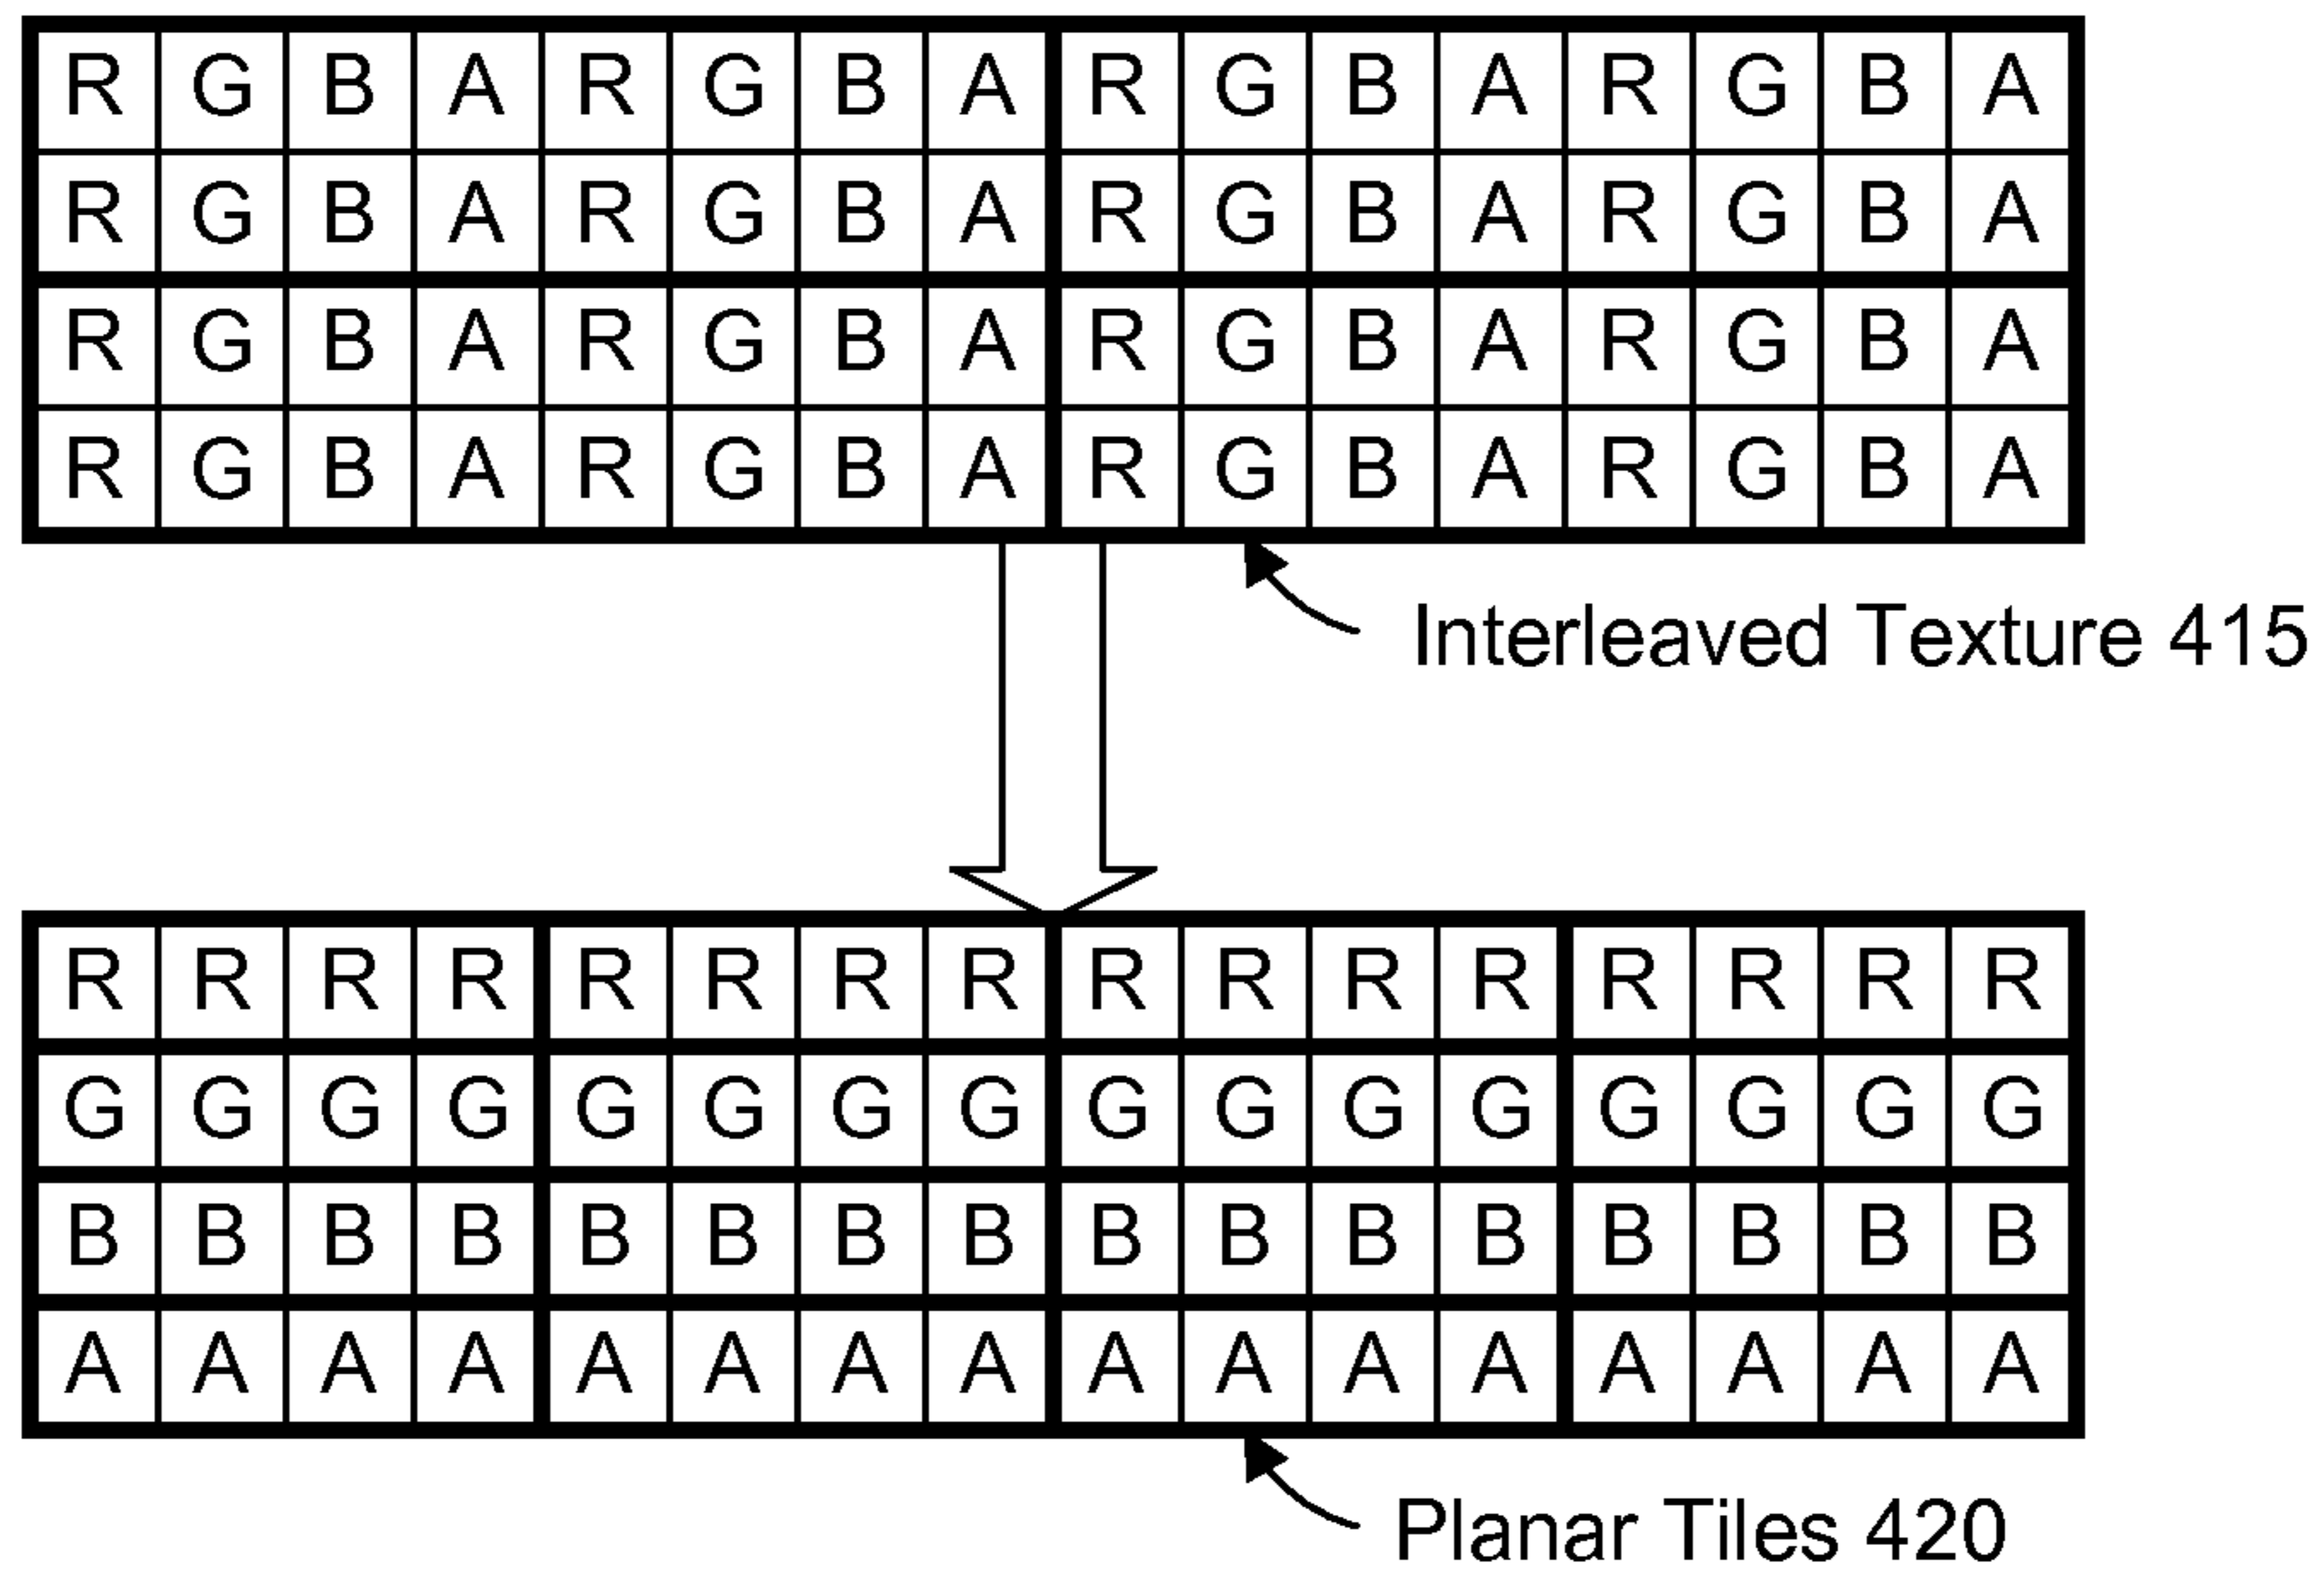 R G B A R G B A R G B A R G B A
R G B A R G B A R G B A R G B A
R G B A R G B A R G B A R G B A
R G B A R G B A R G B A R G B A
Interleaved Texture 415
R R R R R R R R R R R R R R R R
G G G G G G G G G G G G G G G G
B B B B B B B B B B B B B B B B
A A A A A A A A A A A A A A A A
Planar Tiles 420